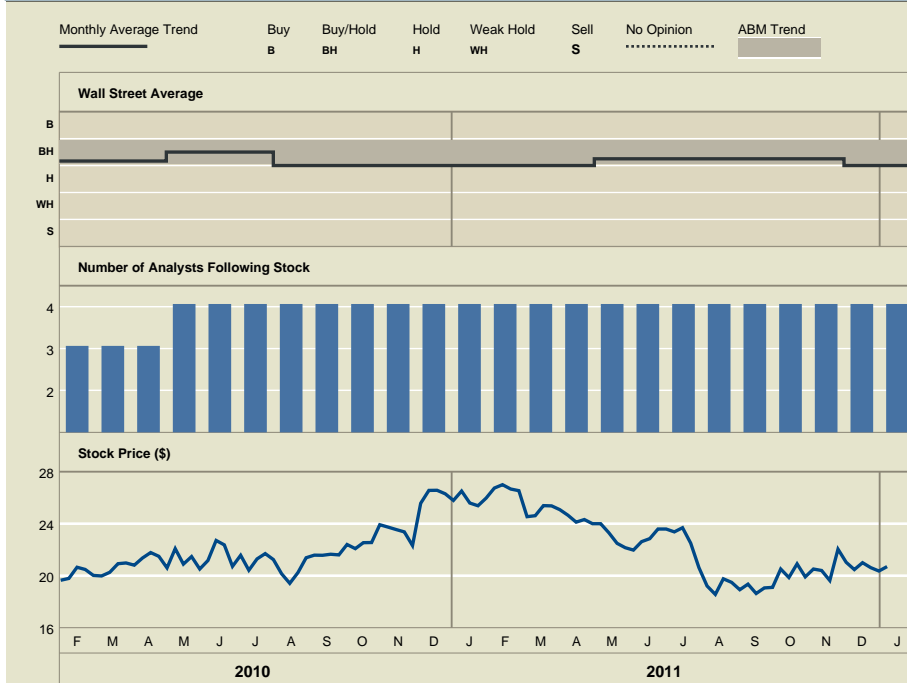 Monthly Average Trend Buy Buy/Hold Hold Weak Hold Sell No Opinion ABM Trend
B BH H WH S
Wall Street Average
B
BH
H
WH
S
Number of Analysts Following Stock
4
3
2
Stock Price ($)
28
24
20
16
F M A M J J A S O N D J F M A M J J A S O N D J
2010 2011